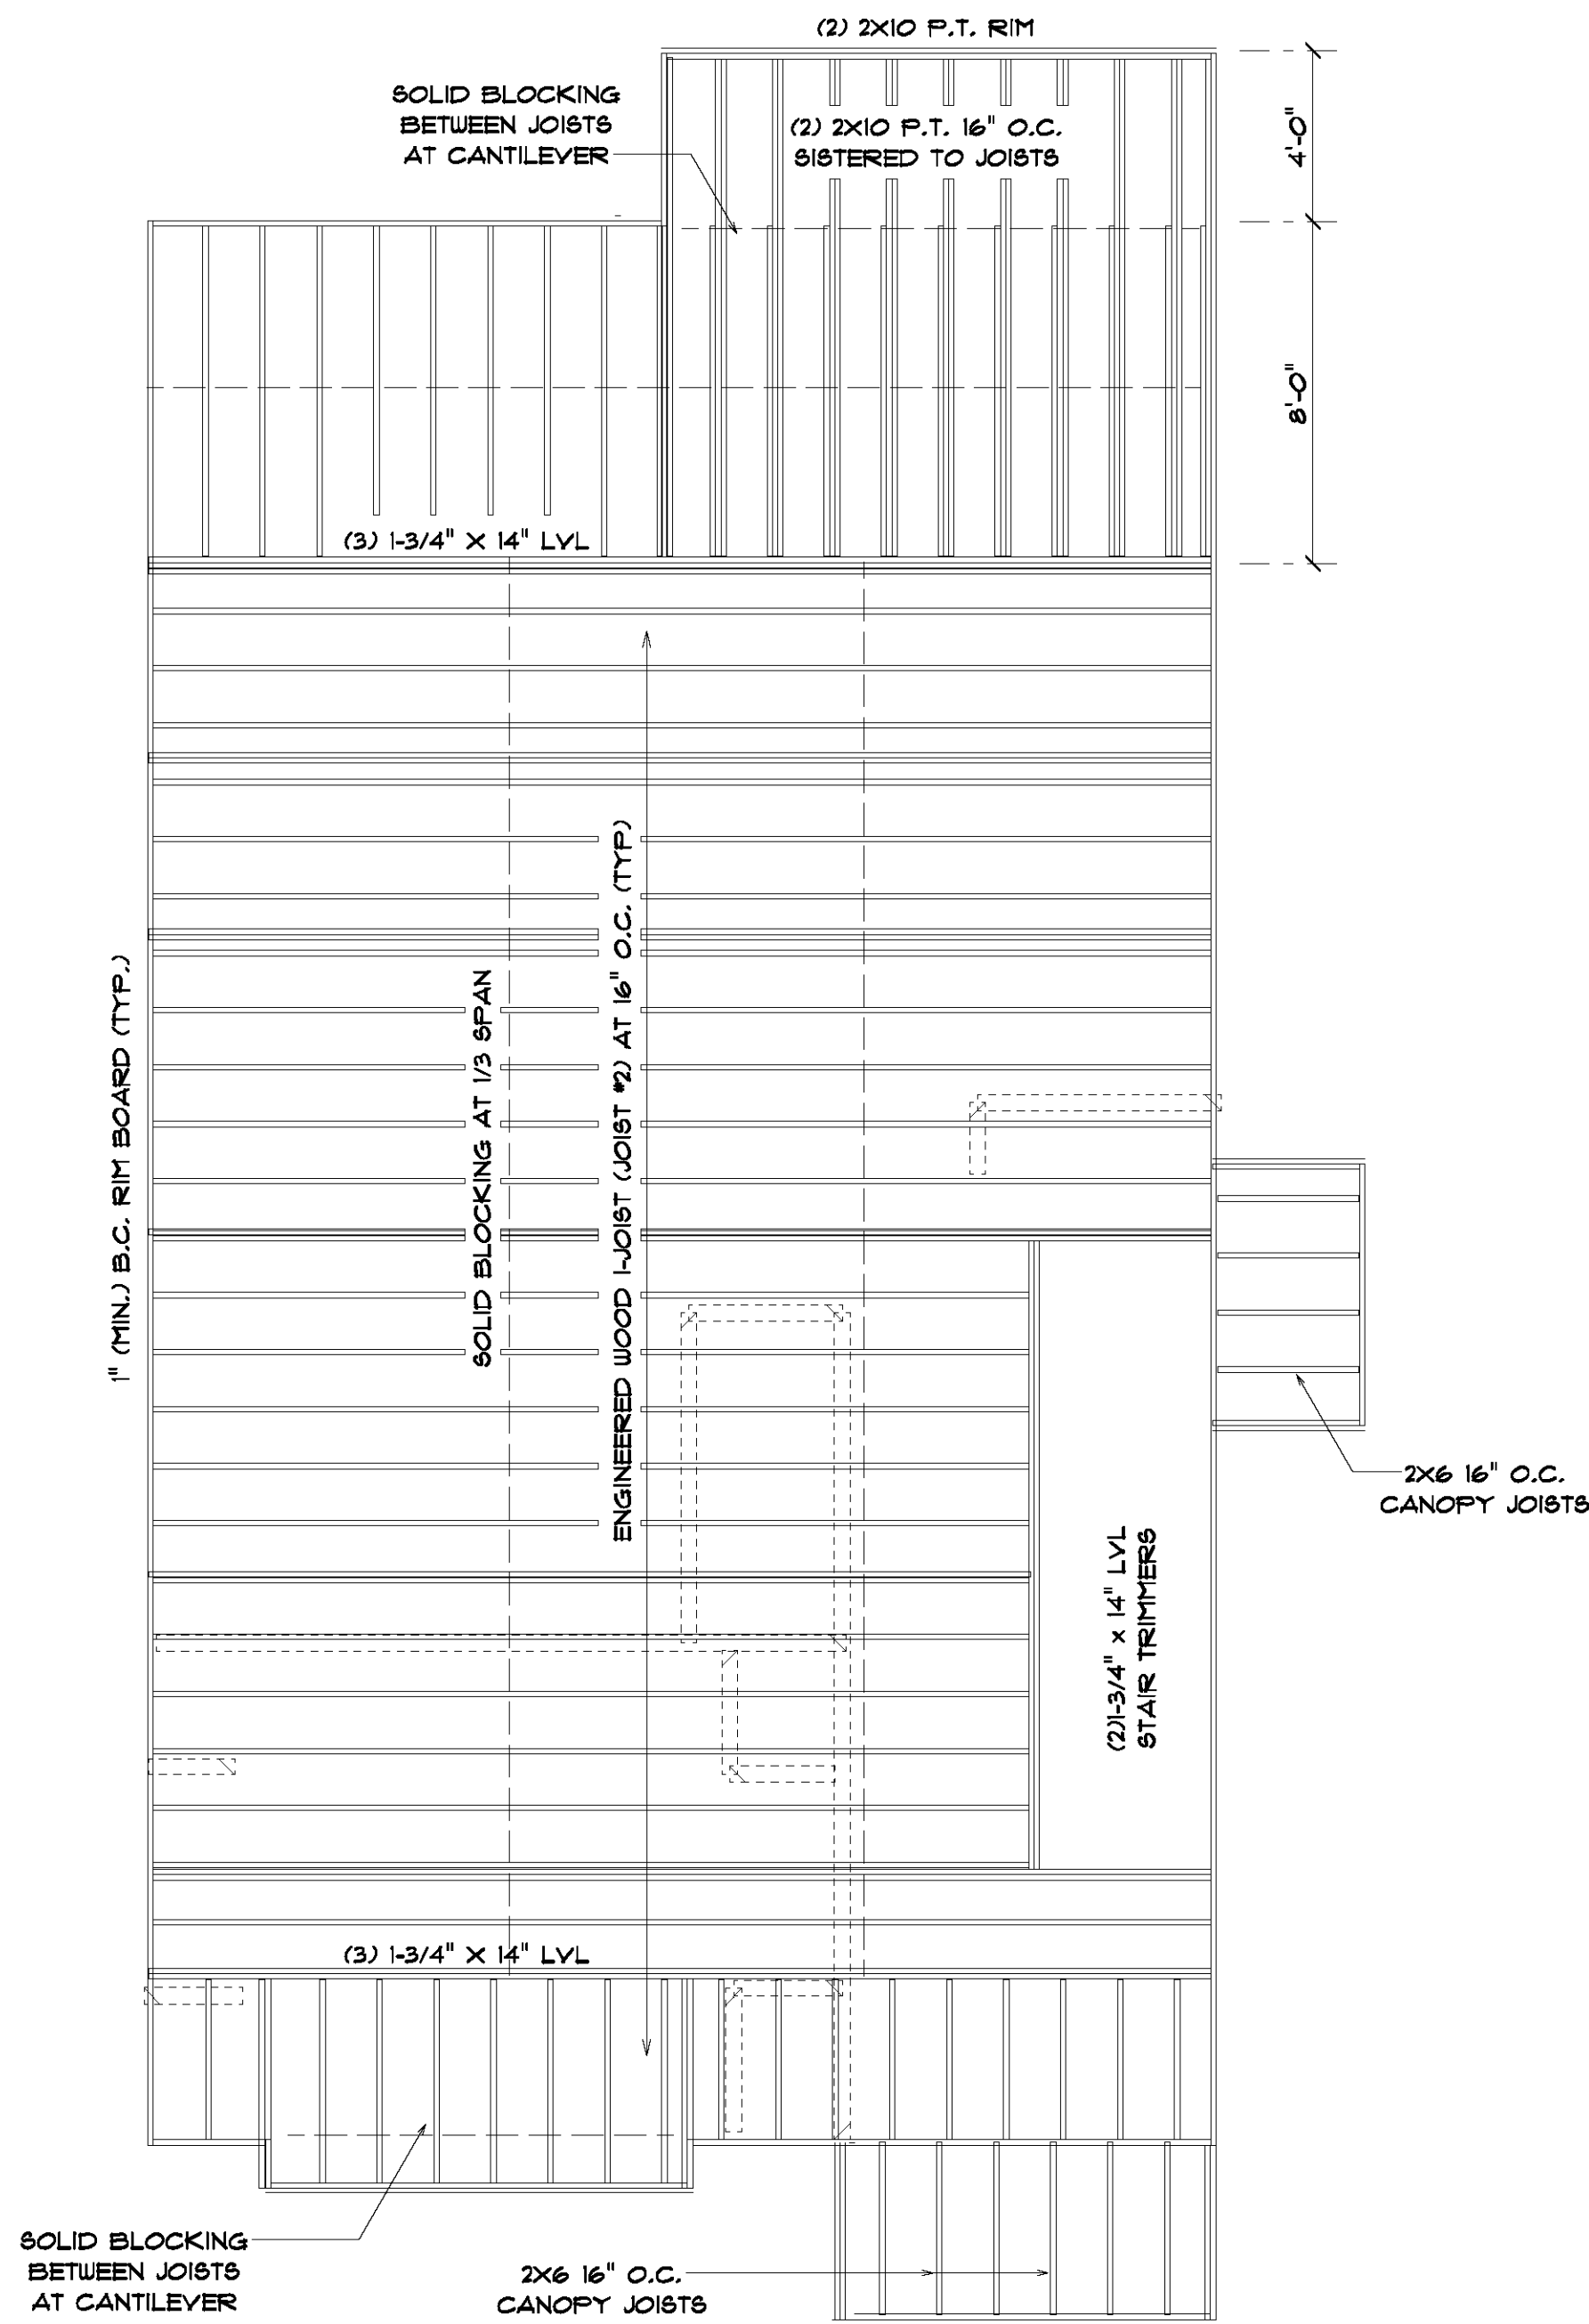 (2) 2X10 P.T. RIM
SOLID BLOCKING
BETWEEN JOISTS
AT CANTILEVER
(2) 2X10 P.T. 16" O.C.
SISTERED TO JOISTS
4'-0"
8'-0"
(3) 1-3/4" X 14" LVL
1" (MIN.) B.C. RIM BOARD (TYP.)
SOLID BLOCKING AT 1/3 SPAN
ENGINEERED WOOD I-JOIST (JOIST #2) AT 16" O.C. (TYP)
2X6 16" O.C.
CANOPY JOISTS
(2)1-3/4" x 14" LVL
STAIR TRIMMERS
(3) 1-3/4" X 14" LVL
SOLID BLOCKING
BETWEEN JOISTS
AT CANTILEVER
2X6 16" O.C.
CANOPY JOISTS